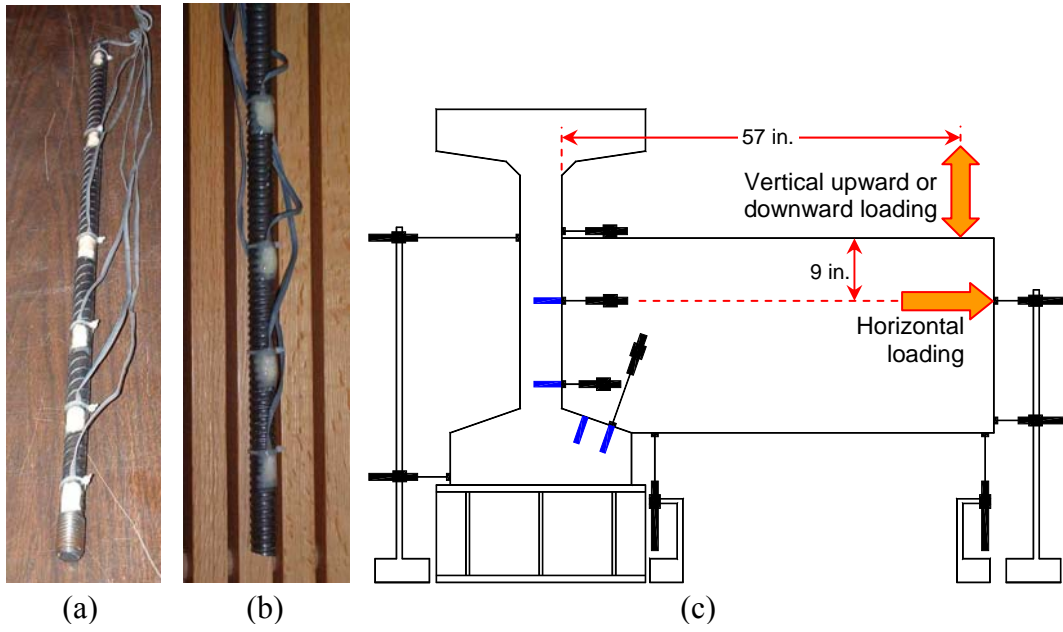 57 in.
Vertical upward or
downward loading
9 in.
Horizontal
loading
(a)
(b)
(c)